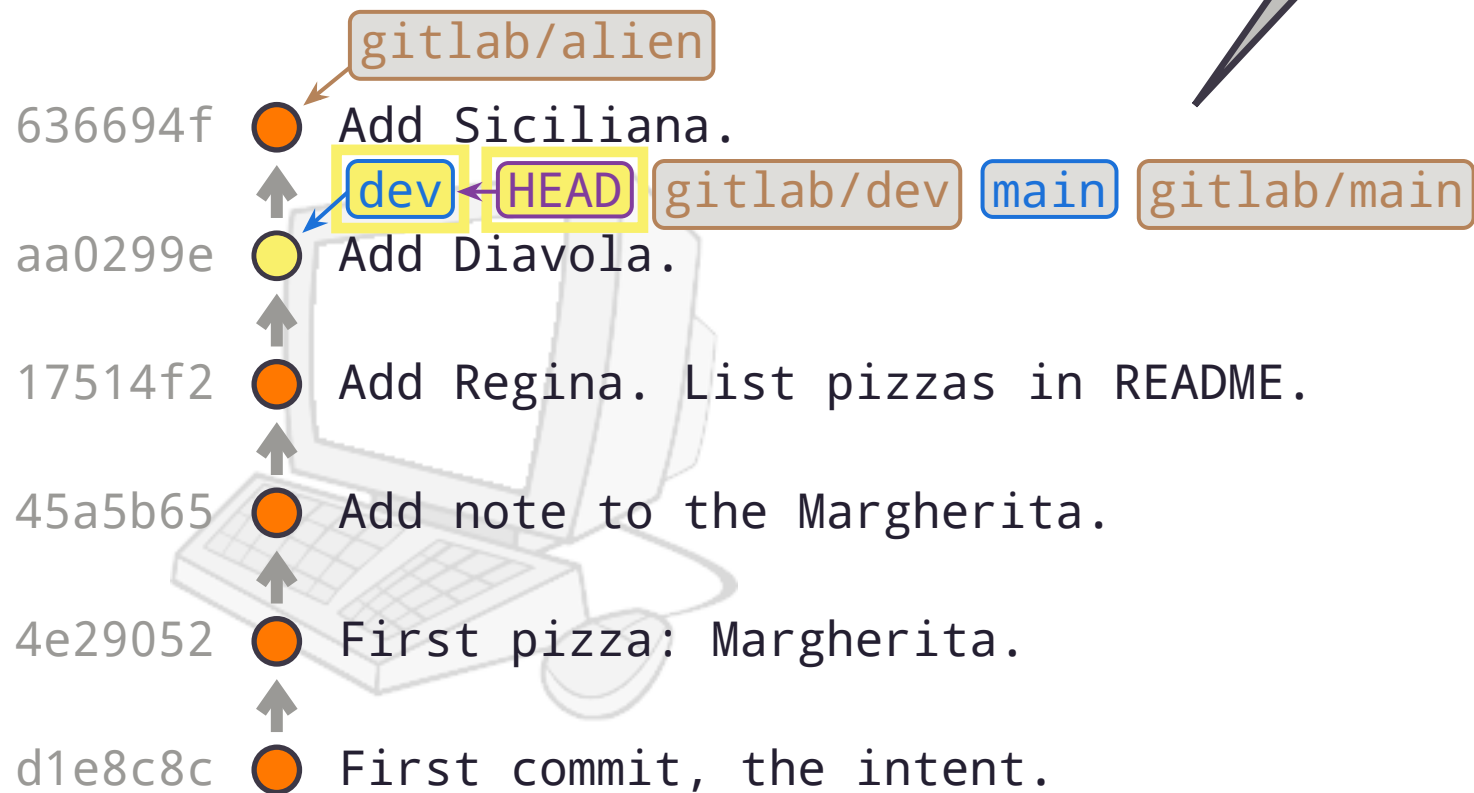 gitlab/alien
636694f Add Siciliana.
dev HEAD gitlab/dev main gitlab/main
aa0299e Add Diavola.
17514f2 Add Regina. List pizzas in README.
45a5b65 Add note to the Margherita.
4e29052 First pizza: Margherita.
d1e8c8c First commit, the intent.